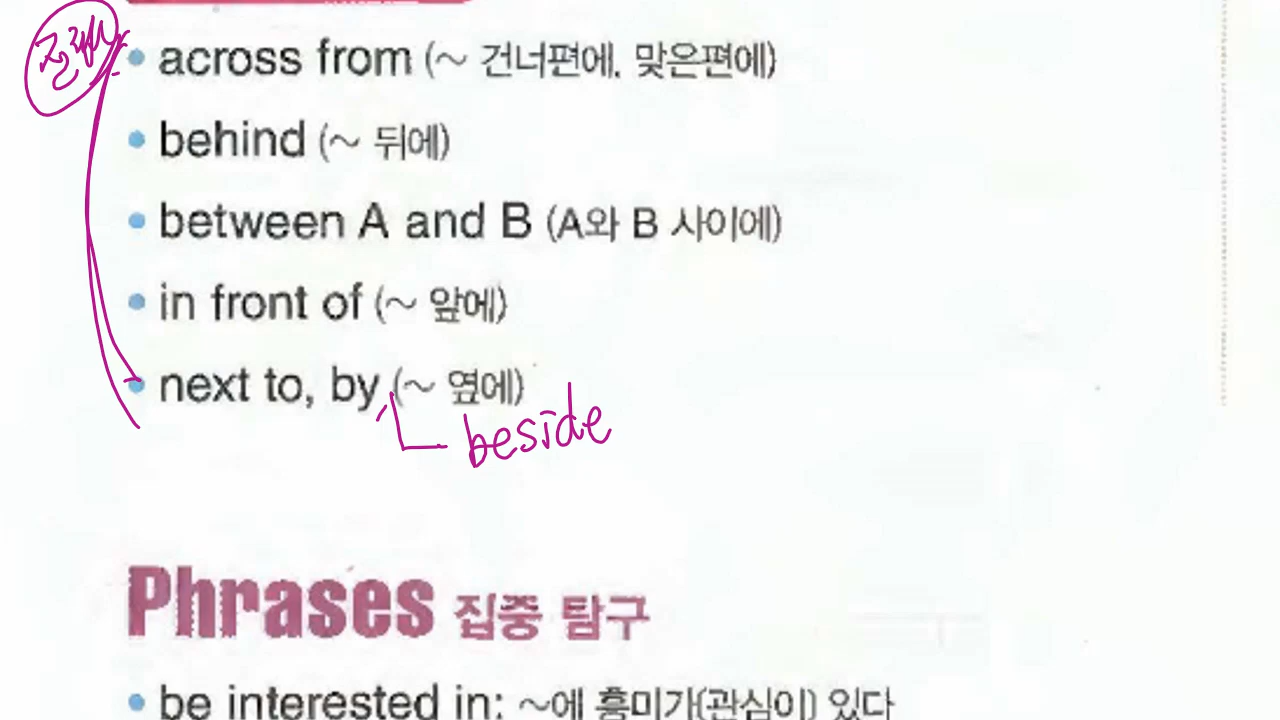 전치사
across from (~ 건너편에, 맞은편에)
behind (~ 뒤에)
between A and B (A와 B 사이에)
in front of (~ 앞에)
next to, by (~ 옆에)
beside
Phrases 집중 탐구
be interested in: ~에 흥미가(관심이) 있다